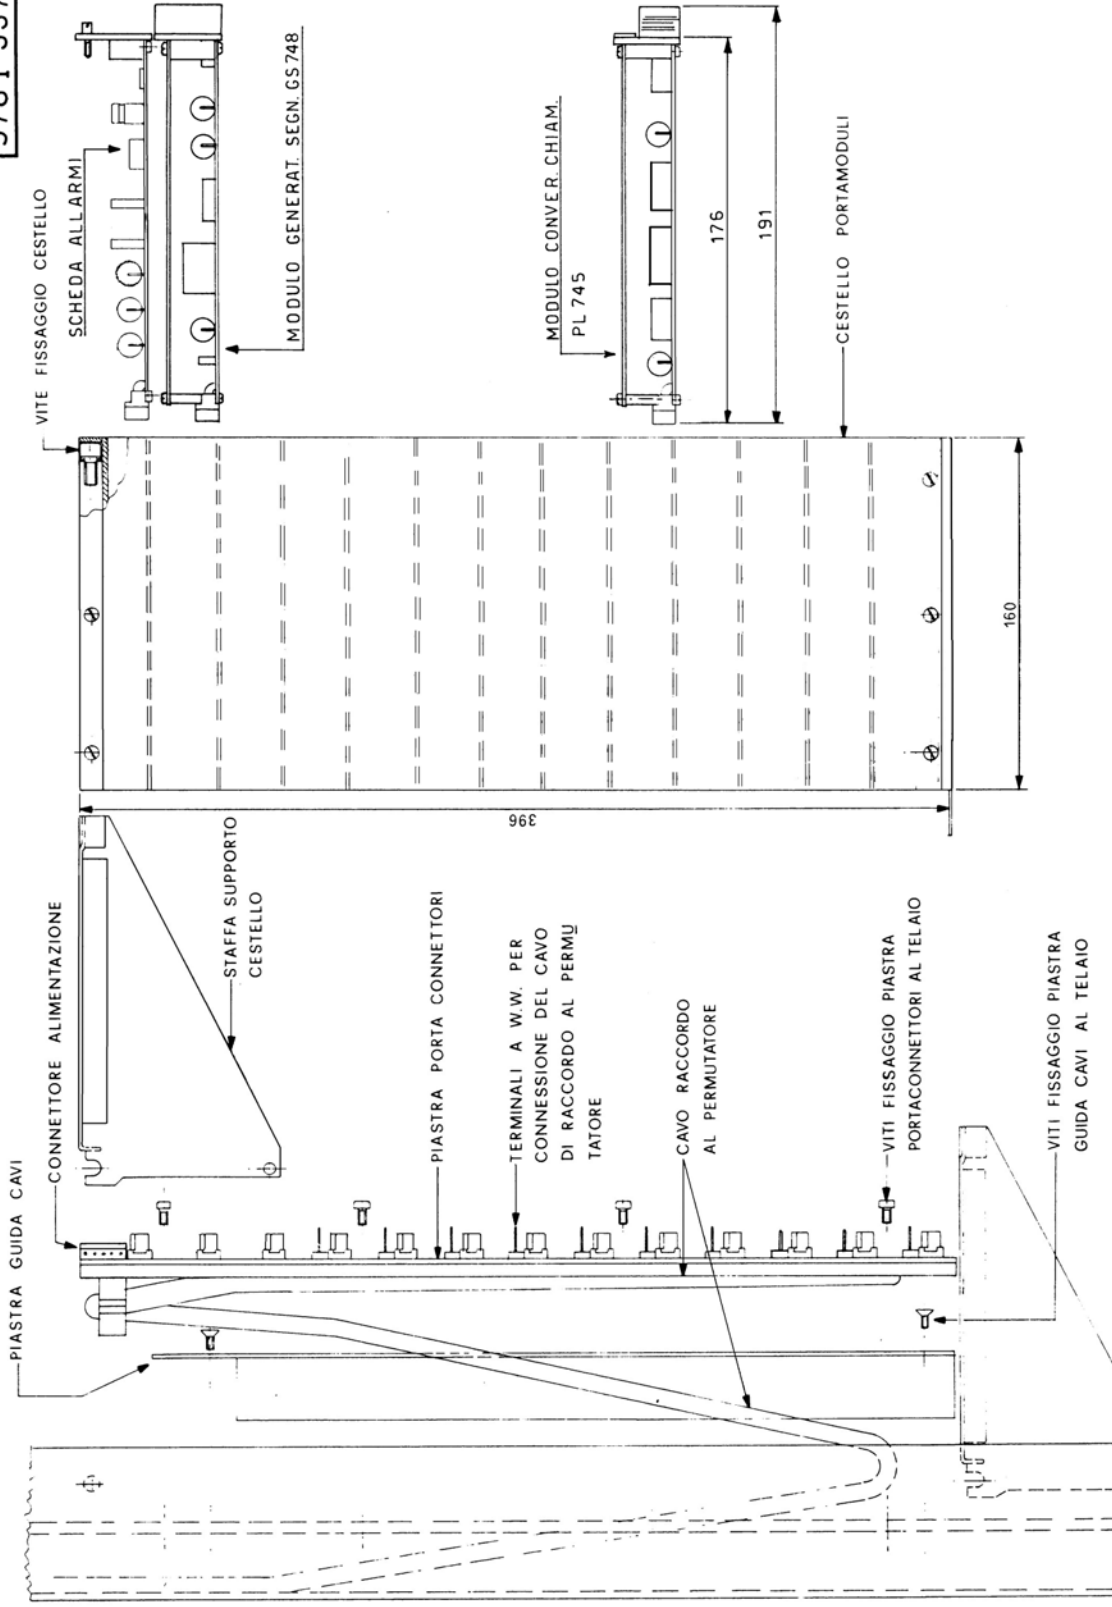 PIASTRA GUIDA CAVI
CONNETTORE ALIMENTAZIONE
STAFFA SUPPORTO
CESTELLO
PIASTRA PORTA CONNETTORI
TERMINALI A W.W. PER
CONNESSIONE DEL CAVO
DI RACCORDO AL PERMU
TATORE
CAVO RACCORDO
AL PERMUTATORE
VITI FISSAGGIO PIASTRA
PORTACONNETTORI AL TELAIO
VITI FISSAGGIO PIASTRA
GUIDA CAVI AL TELAIO
396
160
VITE FISSAGGIO CESTELLO
SCHEDA ALLARMI
MODULO GENERAT. SEGN. GS748
MODULO CONVER. CHIAM.
PL 745
176
191
CESTELLO PORTAMODULI